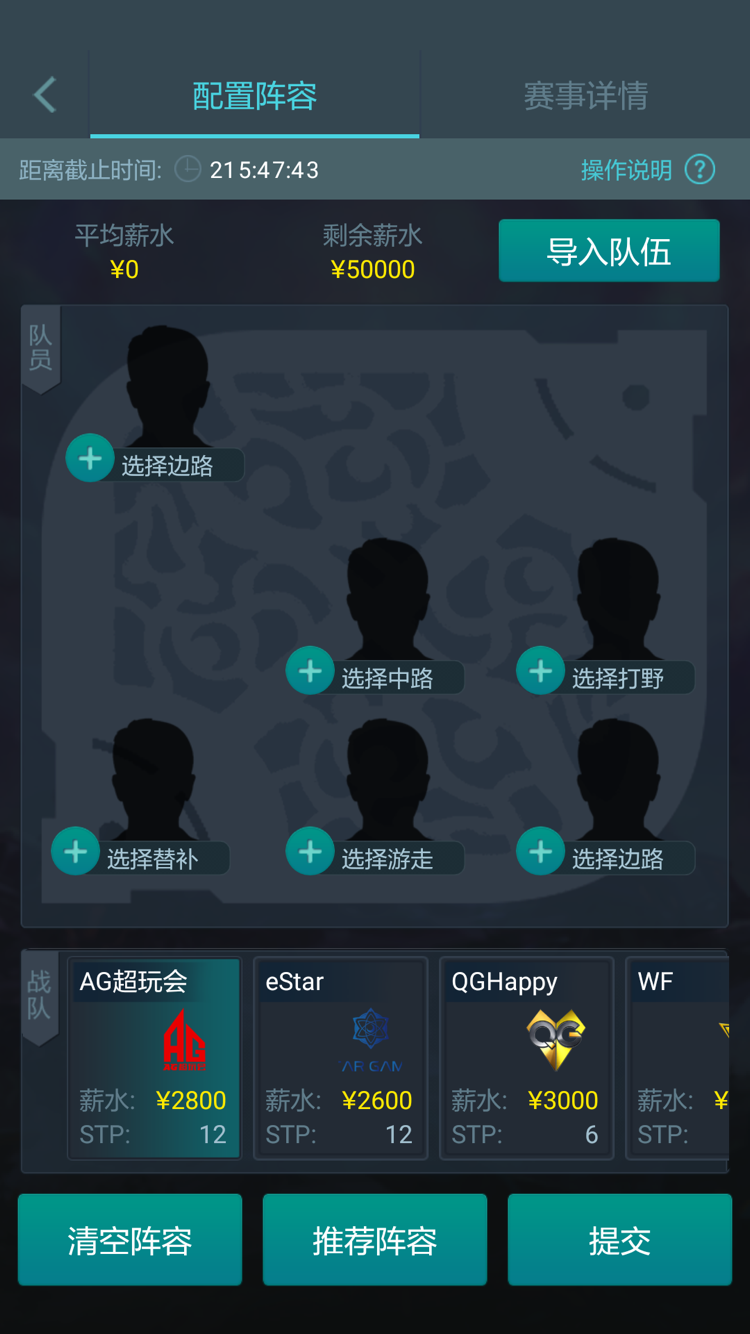 配置阵容
赛事详情
距离截止时间: 215:47:43
操作说明 ?
平均薪水
¥0
剩余薪水
¥50000
导入队伍
队员
选择边路
选择中路
选择打野
选择替补
选择游走
选择边路
战队
AG超玩会
AG
薪水: ¥2800
STP: 12
eStar
薪水: ¥2600
STP: 12
QGHappy
QG
薪水: ¥3000
STP: 6
WF
薪水: ¥
STP:
清空阵容
推荐阵容
提交